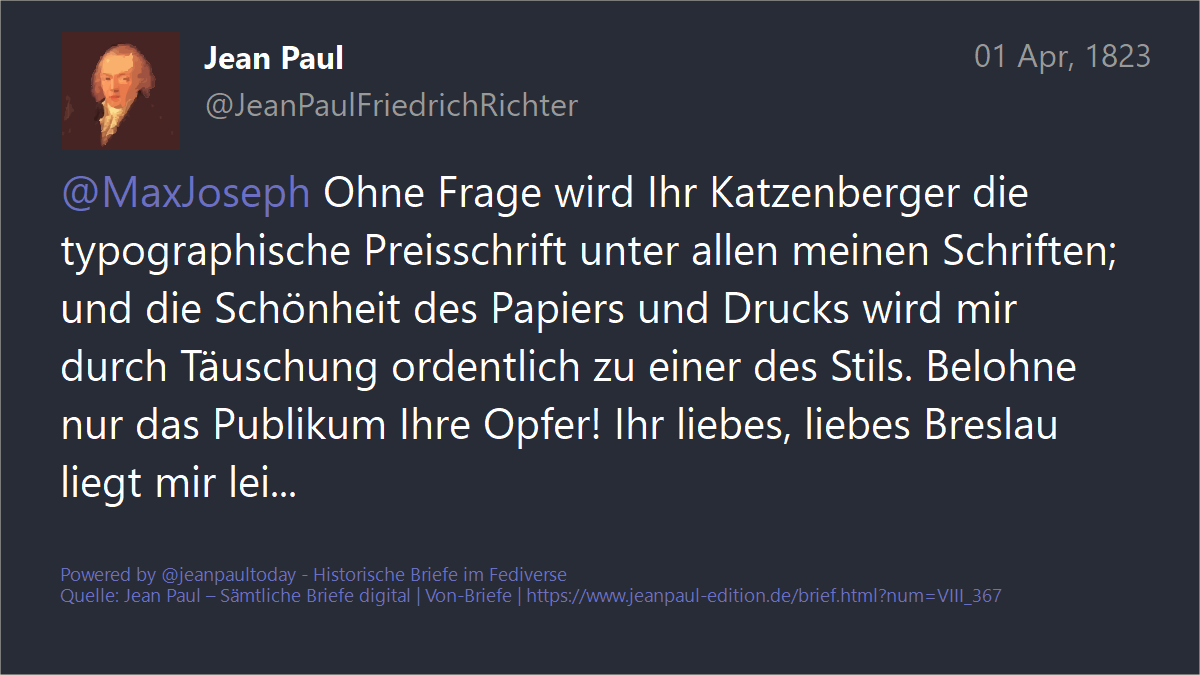 Jean Paul
01 Apr, 1823
@JeanPaulFriedrichRichter
@MaxJoseph Ohne Frage wird Ihr Katzenberger die
typographische Preisschrift unter allen meinen Schriften;
und die Schönheit des Papiers und Drucks wird mir
durch Täuschung ordentlich zu einer des Stils. Belohne
nur das Publikum Ihre Opfer! Ihr liebes, liebes Breslau
liegt mir lei...
Powered by @jeanpaultoday - Historische Briefe im Fediverse
Quelle: Jean Paul – Sämtliche Briefe digital | Von-Briefe | https://www.jeanpaul-edition.de/brief.html?num=VIII_367